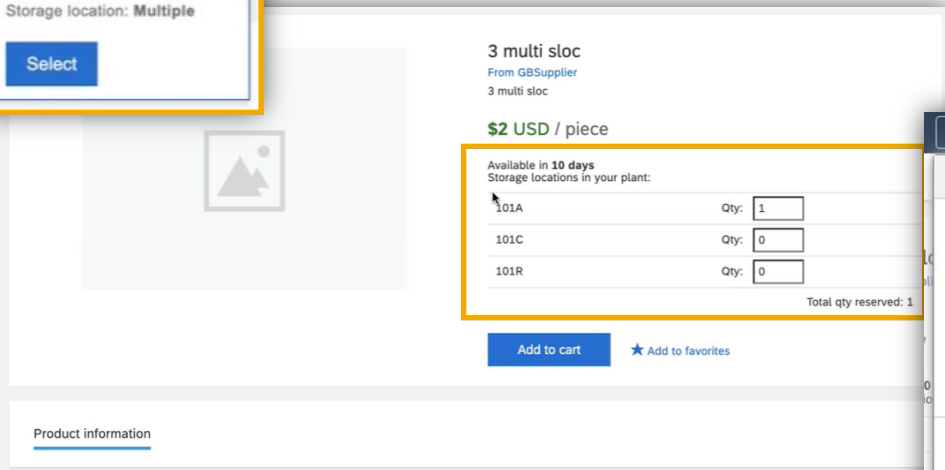 Storage location: Multiple
Select
3 multi sloc
From GBSupplier
3 multi sloc
$2 USD / piece
Available in 10 days
Storage locations in your plant:
101A Qty: 1
101C Qty: 0
101R Qty: 0
Total qty reserved: 1
Add to cart
Add to favorites
Product information